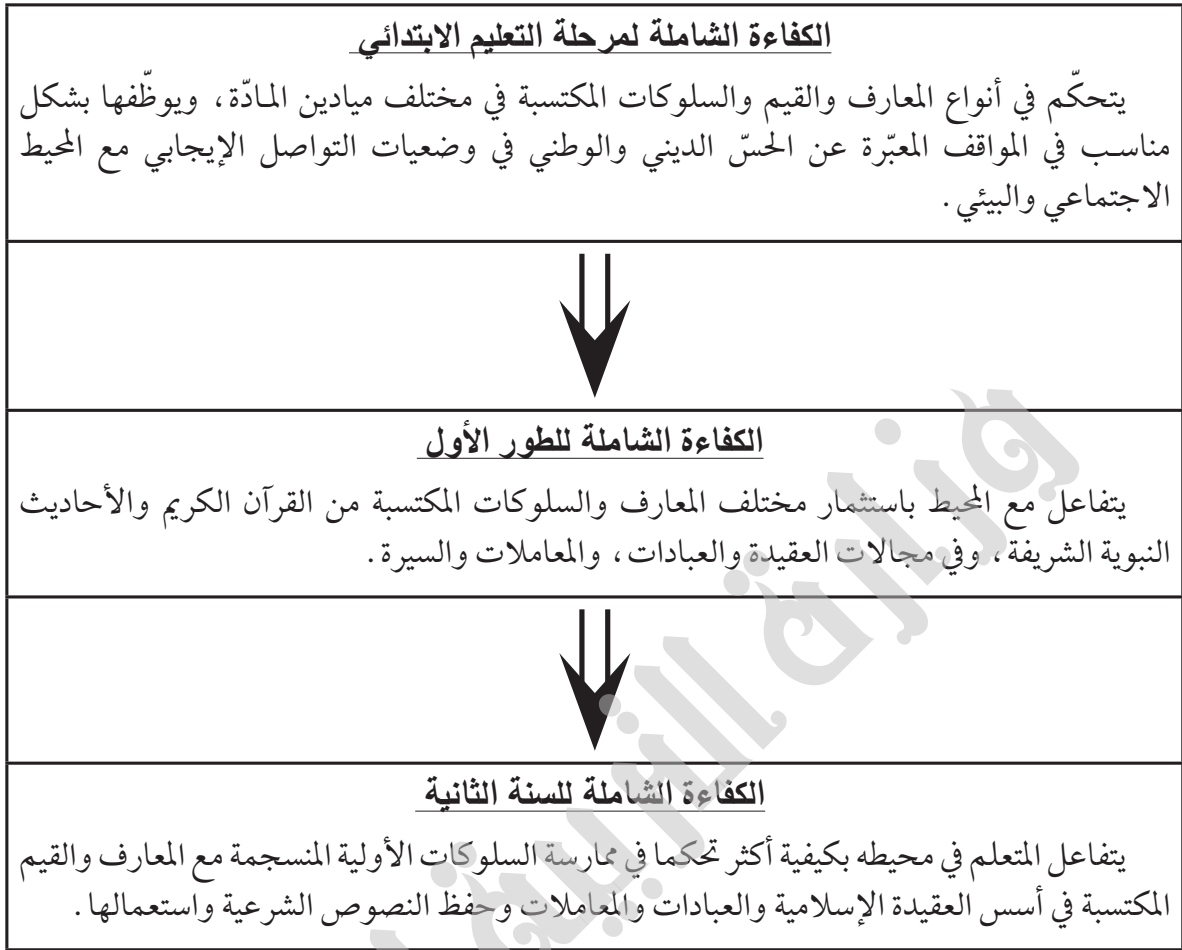 الكفاءة الشاملة لمرحلة التعليم الابتدائي
يتحكّم في أنواع المعارف والقيم والسلوكات المكتسبة في مختلف ميادين المادّة، ويوظّفها بشكل
مناسب في المواقف المعبّرة عن الحسّ الديني والوطني في وضعيات التواصل الإيجابي مع المحيط
الاجتماعي والبيئي.
الكفاءة الشاملة للطور الأول
يتفاعل مع المحيط باستثمار مختلف المعارف والسلوكات المكتسبة من القرآن الكريم والأحاديث
النبوية الشريفة، وفي مجالات العقيدة والعبادات، والمعاملات والسيرة.
الكفاءة الشاملة للسنة الثانية
يتفاعل المتعلم في محيطه بكيفية أكثر تحكما في ممارسة السلوكات الأولية المنسجمة مع المعارف والقيم
المكتسبة في أسس العقيدة الإسلامية والعبادات والمعاملات وحفظ النصوص الشرعية واستعمالها.
وزارة التربية